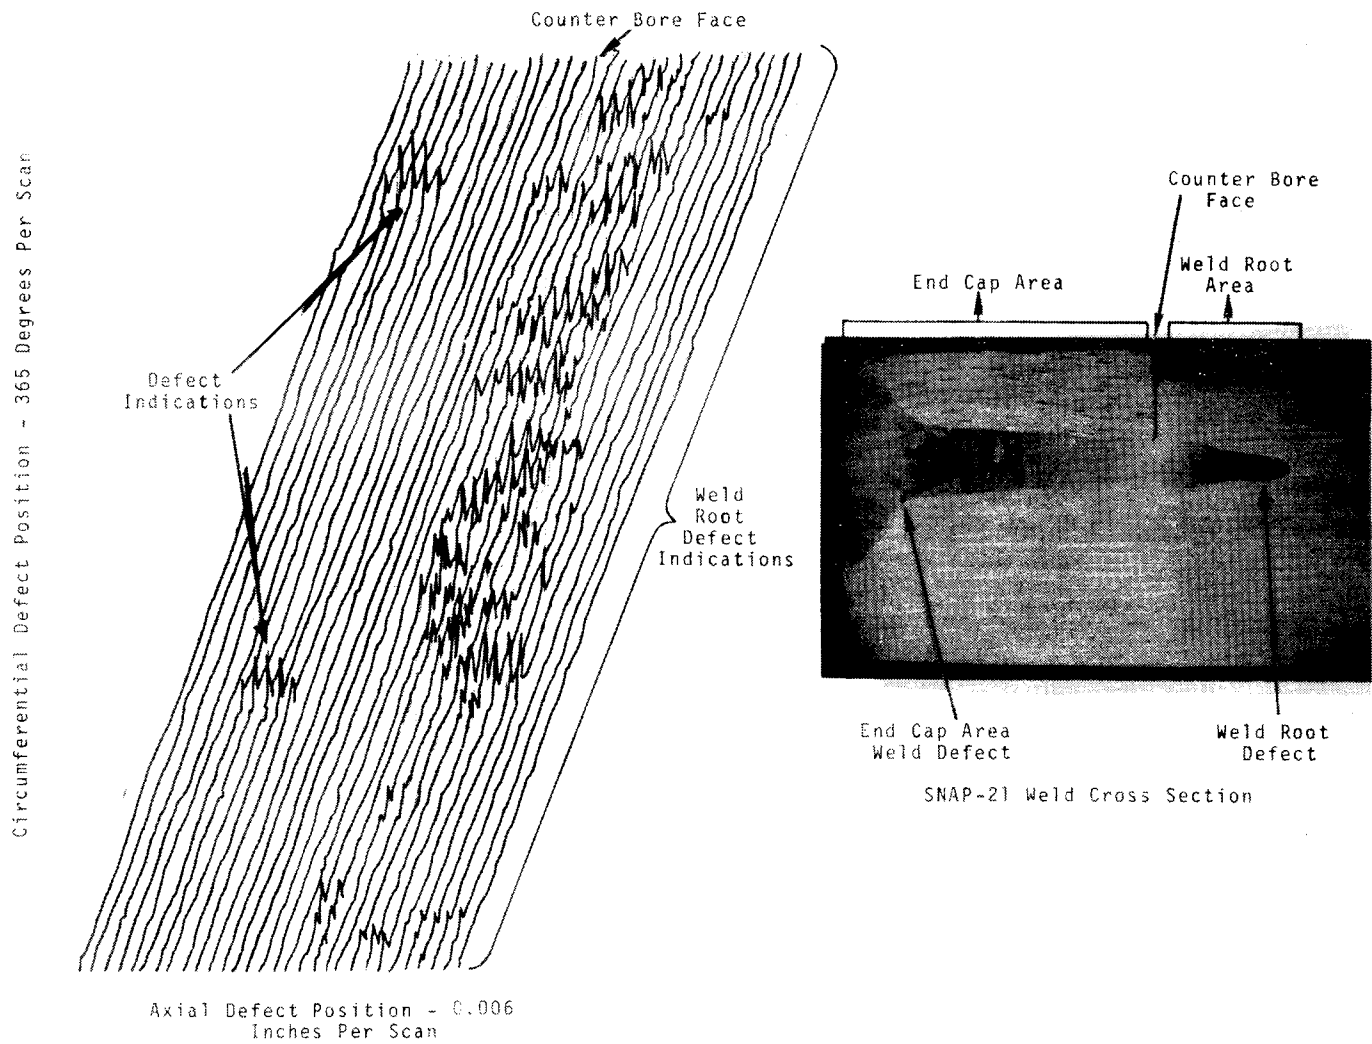 Counter Bore Face
Circumferential Defect Position - 365 Degrees Per Scan
Defect
Indications
Weld
Root
Defect
Indications
Axial Defect Position - 0.006
Inches Per Scan
Counter Bore
Face
End Cap Area
Weld Root
Area
End Cap Area
Weld Defect
Weld Root
Defect
SNAP-21 Weld Cross Section